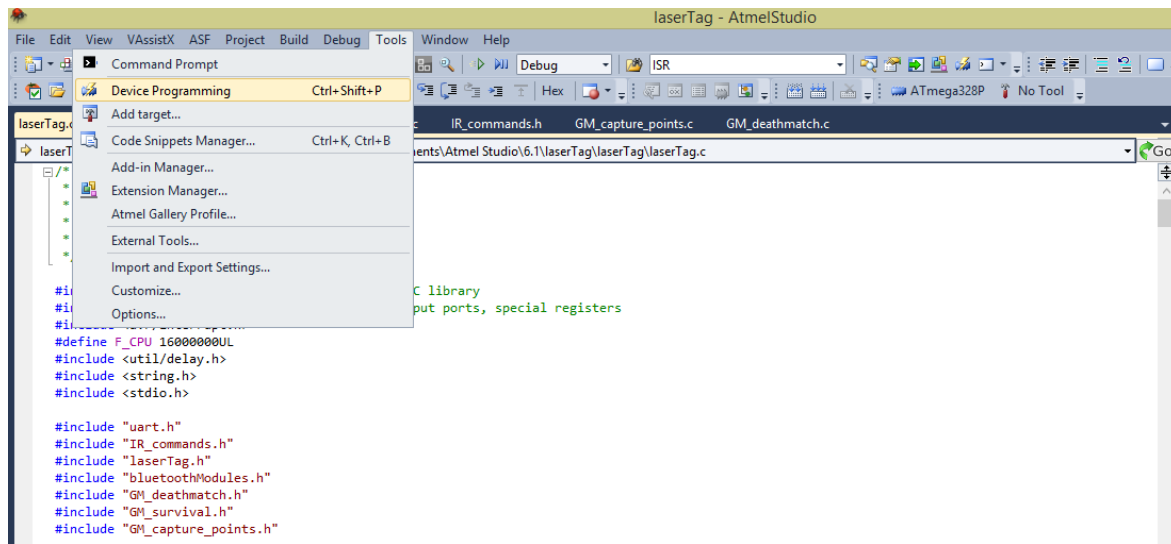 laserTag - AtmelStudio
File Edit View VAssistX ASF Project Build Debug Tools Window Help
Command Prompt
Debug
ISR
Device Programming Ctrl+Shift+P
Hex
ATmega328P
No Tool
Add target...
laserTag.c
IR_commands.h
GM_capture_points.c
GM_deathmatch.c
Code Snippets Manager... Ctrl+K, Ctrl+B
laserT
ents\Atmel Studio\6.1\laserTag\laserTag\laserTag.c
Go
Add-in Manager...
/*
*
Extension Manager...
*
Atmel Gallery Profile...
*
External Tools...
*
*
Import and Export Settings...
Customize...
C library
Options...
put ports, special registers
#define F_CPU 16000000UL
#include <util/delay.h>
#include <string.h>
#include <stdio.h>
#include "uart.h"
#include "IR_commands.h"
#include "laserTag.h"
#include "bluetoothModules.h"
#include "GM_deathmatch.h"
#include "GM_survival.h"
#include "GM_capture_points.h"